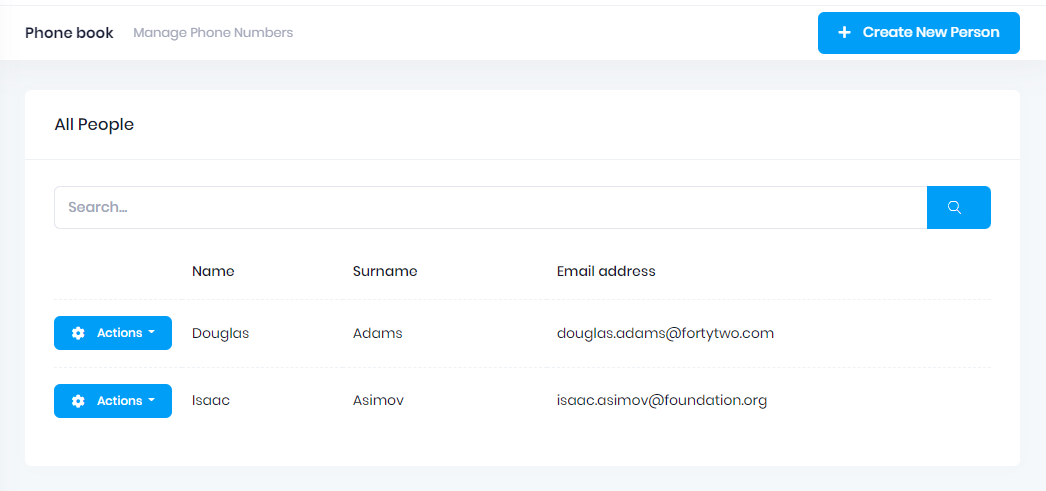 Phone book Manage Phone Numbers Create New Person
All People
Search...
Name Surname Email address
Actions Douglas Adams douglas.adams@fortytwo.com
Actions Isaac Asimov isaac.asimov@foundation.org